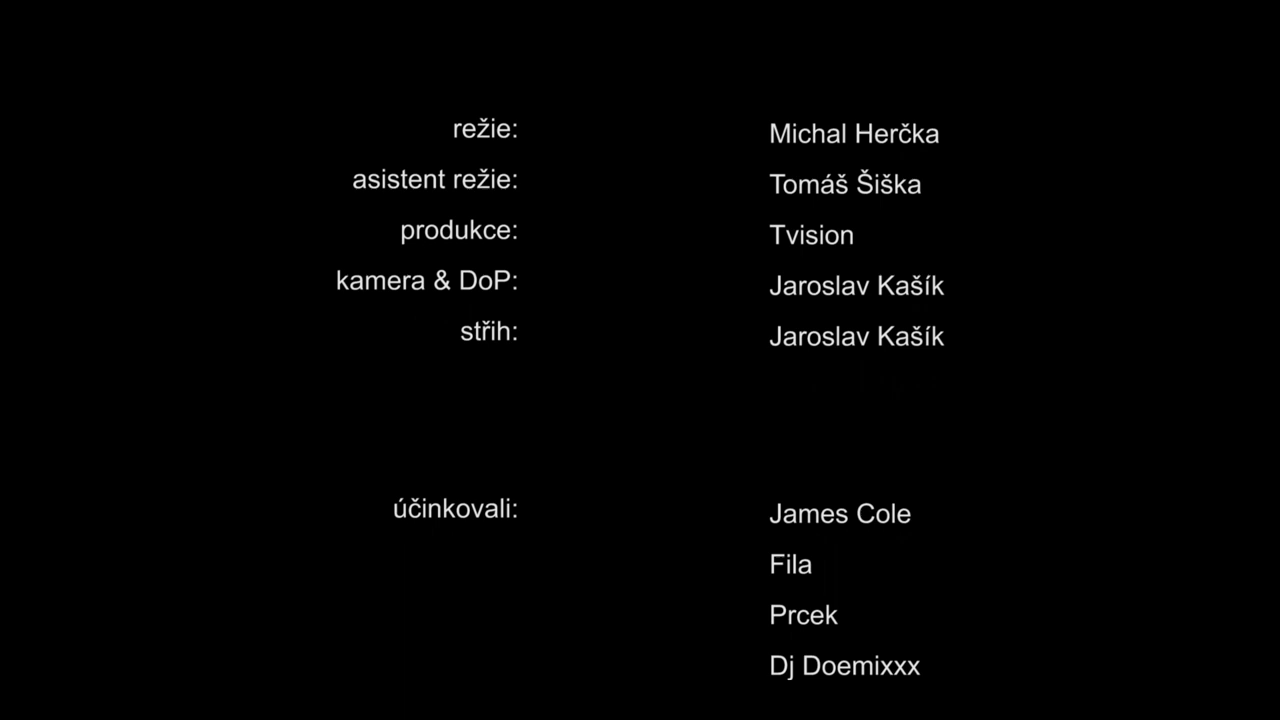 režie: Michal Herčka
asistent režie: Tomáš Šiška
produkce: Tvision
kamera & DoP: Jaroslav Kašík
střih: Jaroslav Kašík
účinkovali: James Cole
Fila
Prcek
Dj Doemixxx